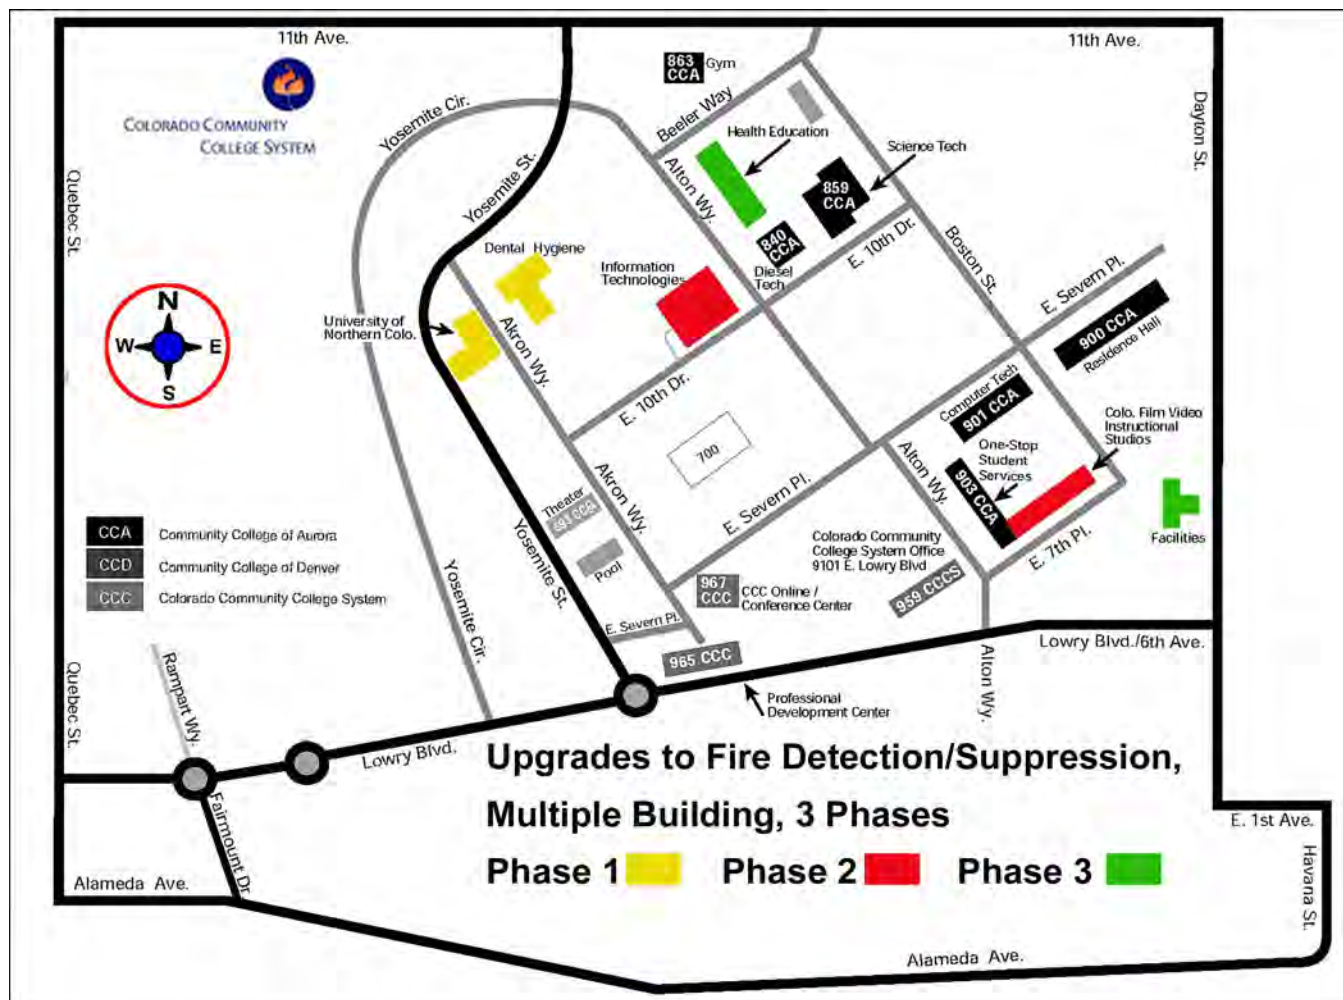 11th Ave.
11th Ave.
COLORADO COMMUNITY
COLLEGE SYSTEM
Quebec St.
Yosemite Cir.
Yosemite St.
863
CCA
Gym
Beeler Way
Health Education
Science Tech
Dayton St.
Alton Wy.
859
CCA
840
CCA
Diesel
Tech
E. 10th Dr.
Boston St.
Dental Hygiene
Information
Technologies
E. Severn Pl.
N
W
E
S
University of
Northern Colo.
Akron Wy.
900 CCA
Residence Hall
E. 10th Dr.
Computer Tech
901 CCA
Colo. Film Video
Instructional
Studios
700
Alton Wy.
One-Stop
Student
Services
903 CCA
Akron Wy.
Theater
Yosemite St.
E. Severn Pl.
E. 7th Pl.
Facilities
CCA
Community College of Aurora
CCD
Community College of Denver
CCC
Colorado Community College System
Pool
Colorado Community
College System Office
9101 E. Lowry Blvd
967
CCC
CCC Online /
Conference Center
959 CCCS
Yosemite Cir.
E. Severn Pl.
965 CCC
Lowry Blvd./6th Ave.
Alton Wy.
Rampart Wy.
Quebec St.
Professional
Development Center
Lowry Blvd.
Fairmount Dr.
Upgrades to Fire Detection/Suppression,
Multiple Building, 3 Phases
Phase 1
Phase 2
Phase 3
E. 1st Ave.
Havana St.
Alameda Ave.
Alameda Ave.